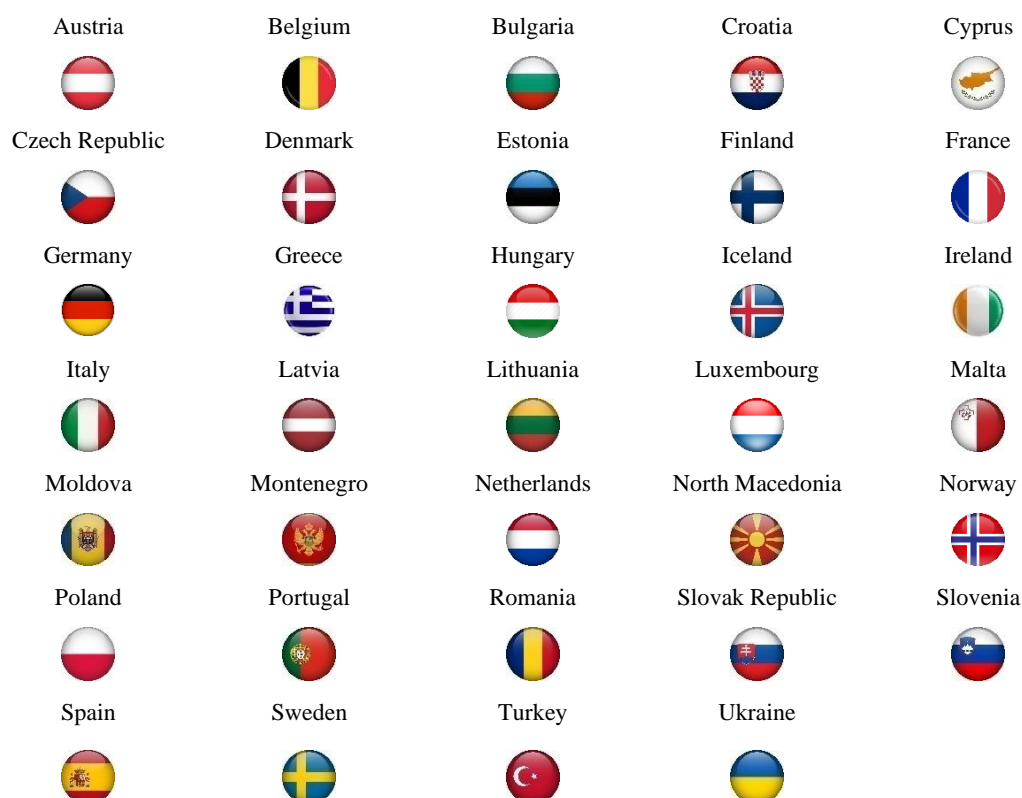 Austria Belgium Bulgaria Croatia Cyprus
Czech Republic Denmark Estonia Finland France
Germany Greece Hungary Iceland Ireland
Italy Latvia Lithuania Luxembourg Malta
Moldova Montenegro Netherlands North Macedonia Norway
Poland Portugal Romania Slovak Republic Slovenia
Spain Sweden Turkey Ukraine